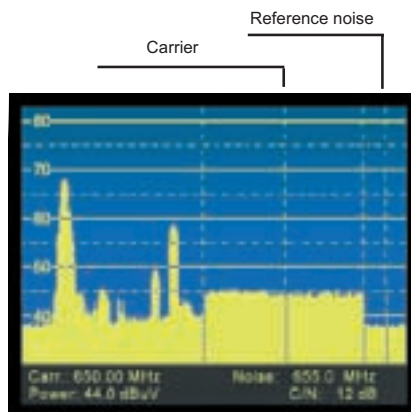 Reference noise
Carrier
80
70
60
50
40
Carr: 650.00 MHz Noise: 655.0 MHz
Power: 44.0 dBuV C/N: 12 dB